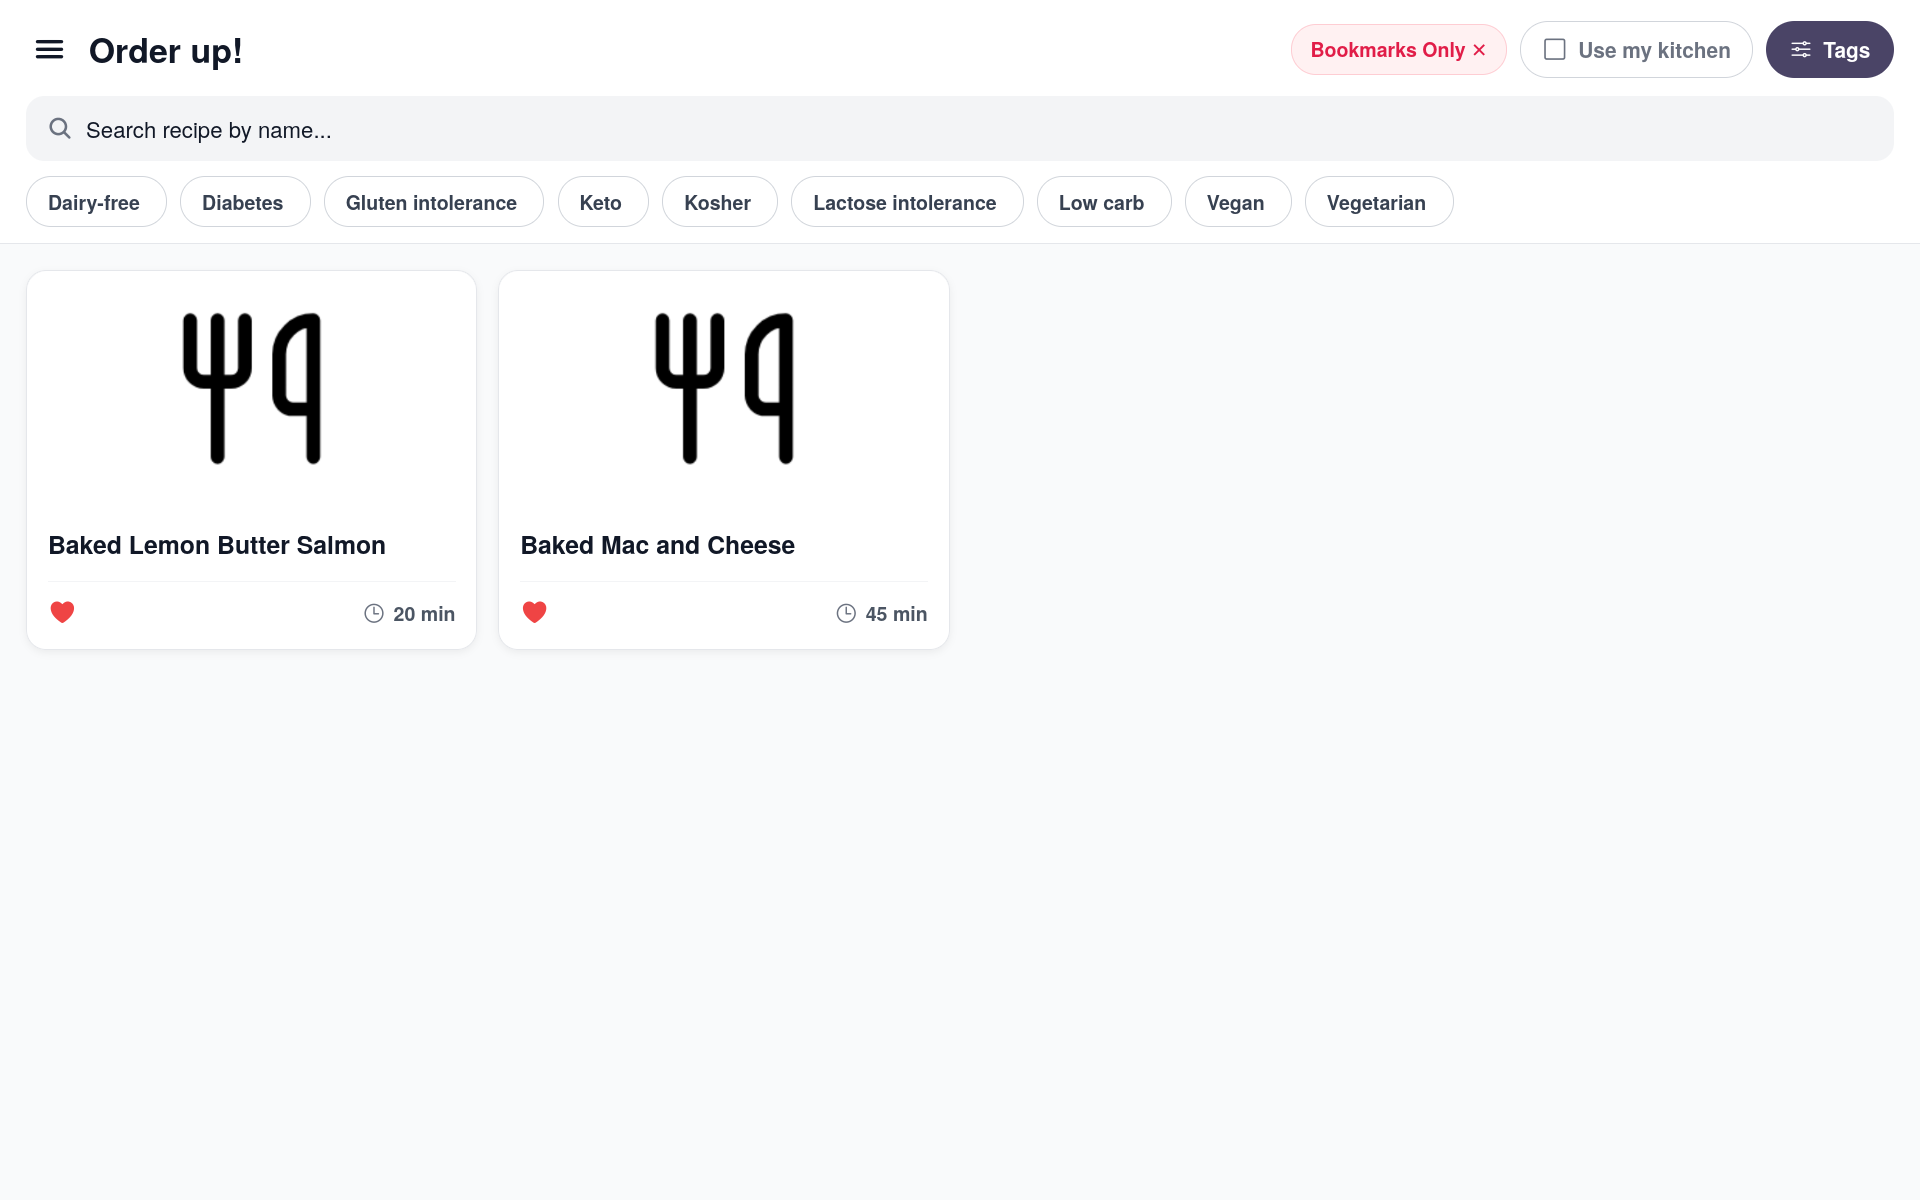 Order up!
Bookmarks Only ×
Use my kitchen
Tags
Search recipe by name...
Dairy-free
Diabetes
Gluten intolerance
Keto
Kosher
Lactose intolerance
Low carb
Vegan
Vegetarian
Baked Lemon Butter Salmon
20 min
Baked Mac and Cheese
45 min